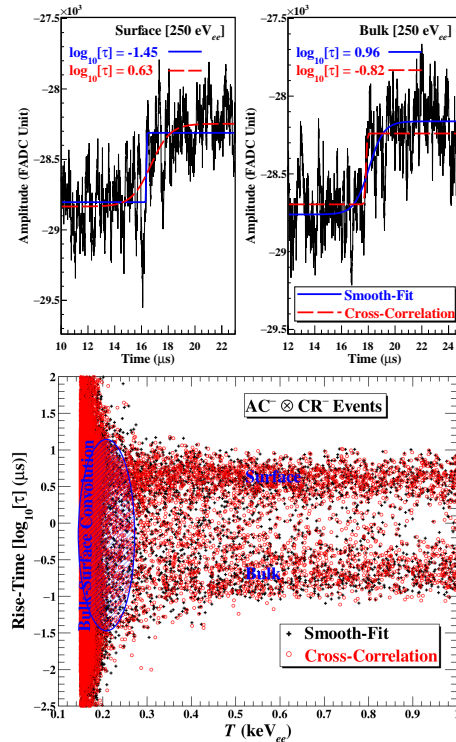 ×10³
Surface [250 eVee]
log10[τ] = -1.45
log10[τ] = 0.63
-27.5
-28
-28.5
-29
-29.5
Amplitude (FADC Unit)
10 12 14 16 18 20 22
Time (μs)
×10³
Bulk [250 eVee]
log10[τ] = 0.96
log10[τ] = -0.82
-27.5
-28
-28.5
-29
-29.5
Amplitude (FADC Unit)
Smooth-Fit
Cross-Correlation
12 14 16 18 20 22 24
Time (μs)
AC⁻ ⊗ CR⁻ Events
Rise-Time [log10[τ] (μs)]
2
1.5
1
0.5
0
-0.5
-1
-1.5
-2
-2.5
Bulk-Surface Convolution
Surface
Bulk
Smooth-Fit
Cross-Correlation
0.1 0.2 0.3 0.4 0.5 0.6 0.7 0.8 0.9 1
T (keVee)